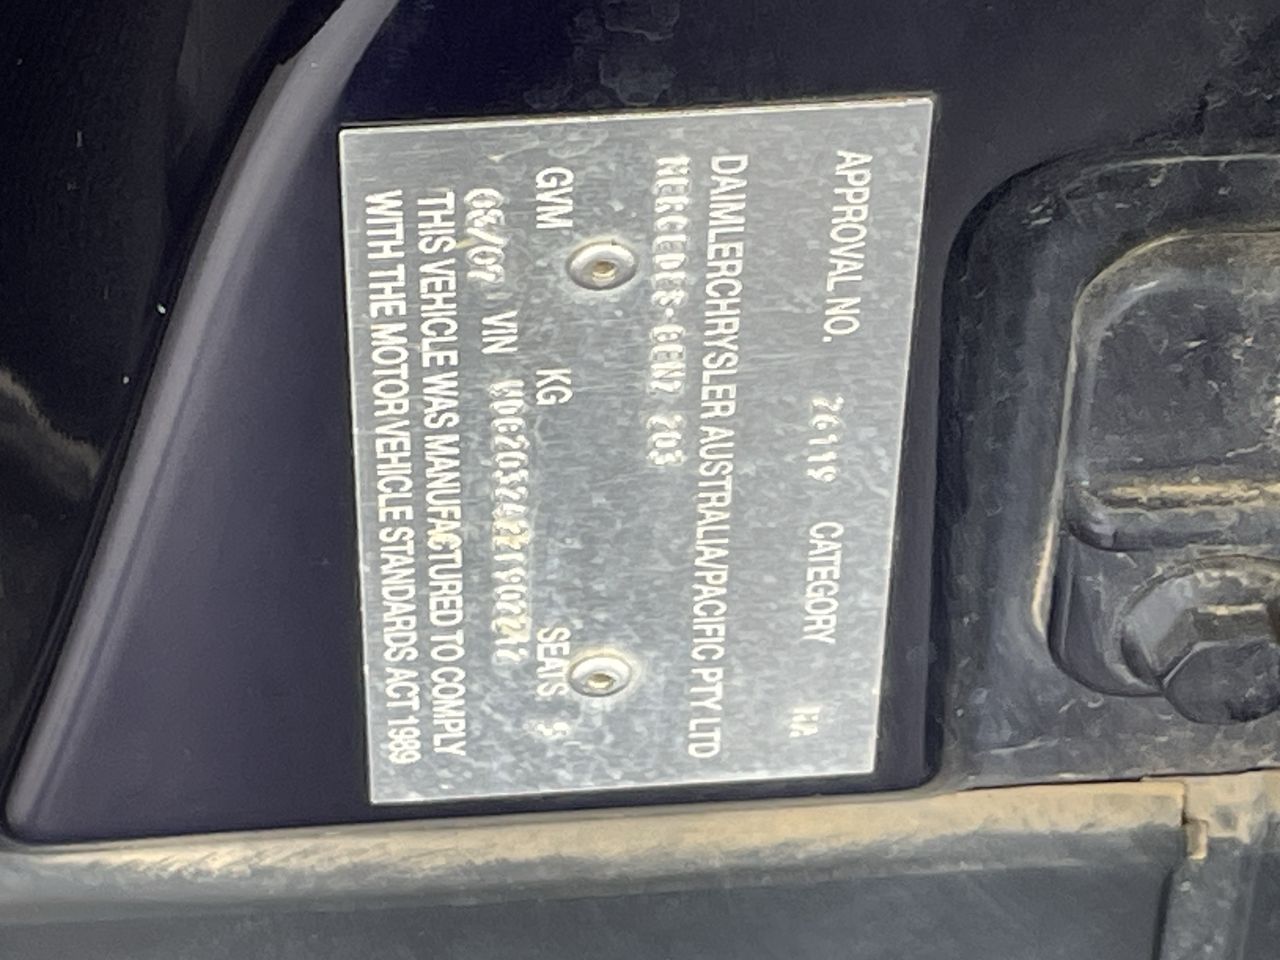 APPROVAL NO. 26119 CATEGORY MA
DAIMLERCHRYSLER AUSTRALIA/PACIFIC PTY LTD
MERCEDES-BENZ 203
GVM KG SEATS 5
VIN
THIS VEHICLE WAS MANUFACTURED TO COMPLY
WITH THE MOTOR VEHICLE STANDARDS ACT 1989